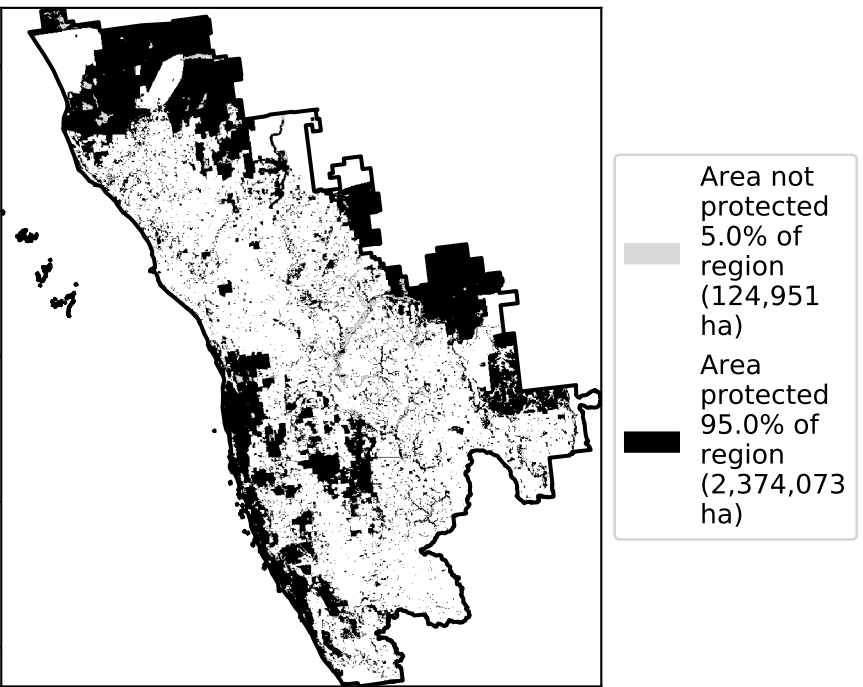 Area not
protected
5.0% of
region
(124,951
ha)
Area
protected
95.0% of
region
(2,374,073
ha)